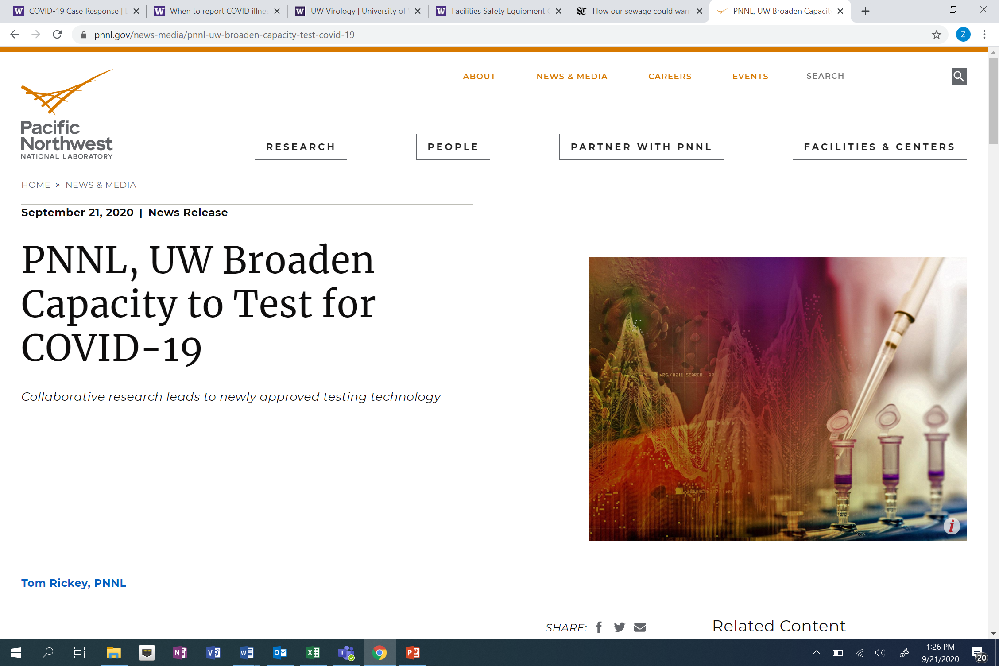 COVID-19 Case Response |
When to report COVID illne
UW Virology | University of
Facilities Safety Equipment
How our sewage could warn
PNNL, UW Broaden Capacit
pnnl.gov/news-media/pnnl-uw-broaden-capacity-test-covid-19
Z
ABOUT
NEWS & MEDIA
CAREERS
EVENTS
SEARCH
Pacific
Northwest
NATIONAL LABORATORY
RESEARCH
PEOPLE
PARTNER WITH PNNL
FACILITIES & CENTERS
HOME » NEWS & MEDIA
September 21, 2020 | News Release
PNNL, UW Broaden
Capacity to Test for
COVID-19
Collaborative research leads to newly approved testing technology
RS:/0211 SEARCH....A0
i
Tom Rickey, PNNL
SHARE:
Related Content
1:26 PM
9/21/2020
20